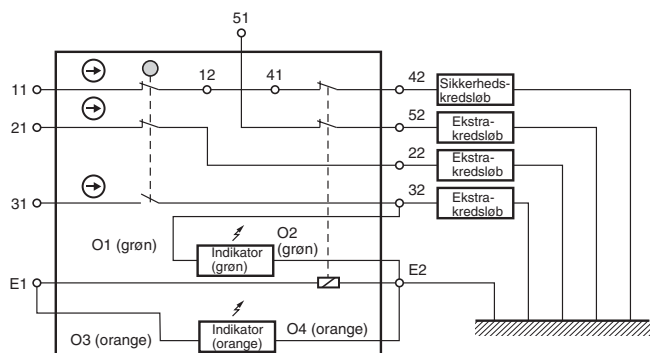 51
11
12
41
42
Sikkerheds-
kredsløb
21
52
Ekstra-
kredsløb
22
Ekstra-
kredsløb
31
32
Ekstra-
kredsløb
O1 (grøn)
O2
(grøn)
Indikator
(grøn)
E1
E2
O3 (orange)
Indikator
(orange)
O4 (orange)